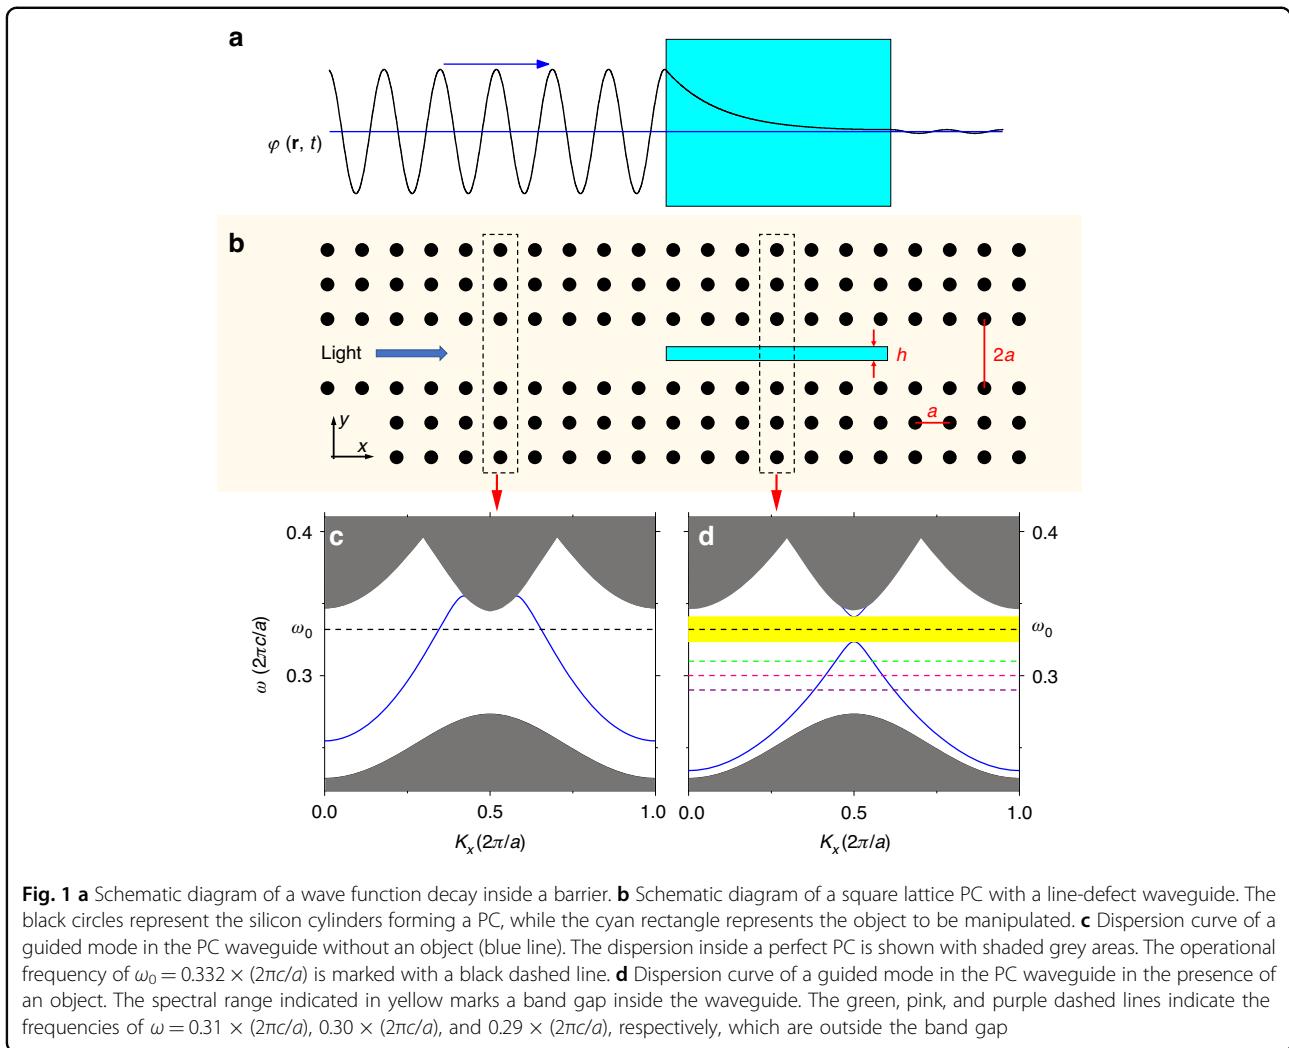 a
φ (r, t)
b
Light
h
2a
a
y
x
c
d
0.4
0.4
ω0
ω0
ω (2πc/a)
0.3
0.3
0.0
0.5
1.0
0.0
0.5
1.0
Kx (2π/a)
Kx (2π/a)
Fig. 1 a Schematic diagram of a wave function decay inside a barrier. b Schematic diagram of a square lattice PC with a line-defect waveguide. The
black circles represent the silicon cylinders forming a PC, while the cyan rectangle represents the object to be manipulated. c Dispersion curve of a
guided mode in the PC waveguide without an object (blue line). The dispersion inside a perfect PC is shown with shaded grey areas. The operational
frequency of ω0 = 0.332 × (2πc/a) is marked with a black dashed line. d Dispersion curve of a guided mode in the PC waveguide in the presence of
an object. The spectral range indicated in yellow marks a band gap inside the waveguide. The green, pink, and purple dashed lines indicate the
frequencies of ω = 0.31 × (2πc/a), 0.30 × (2πc/a), and 0.29 × (2πc/a), respectively, which are outside the band gap